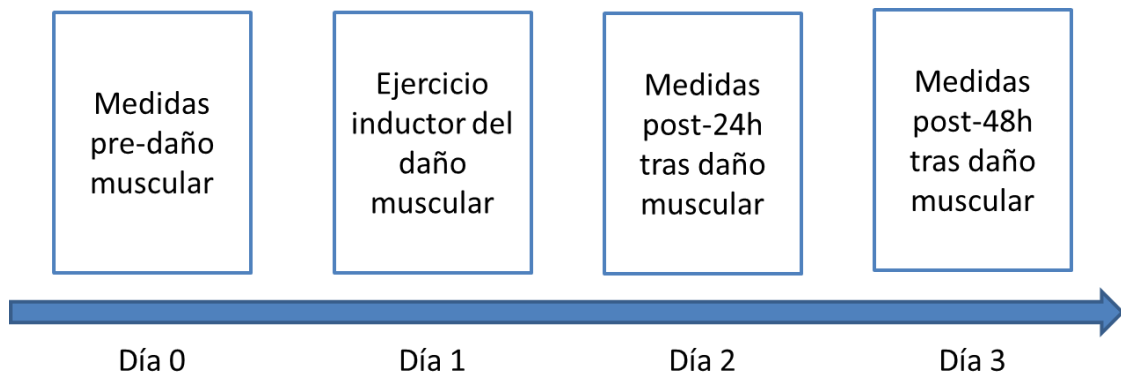 Medidas
pre-daño
muscular
Ejercicio
inductor del
daño
muscular
Medidas
post-24h
tras daño
muscular
Medidas
post-48h
tras daño
muscular
Día 0
Día 1
Día 2
Día 3